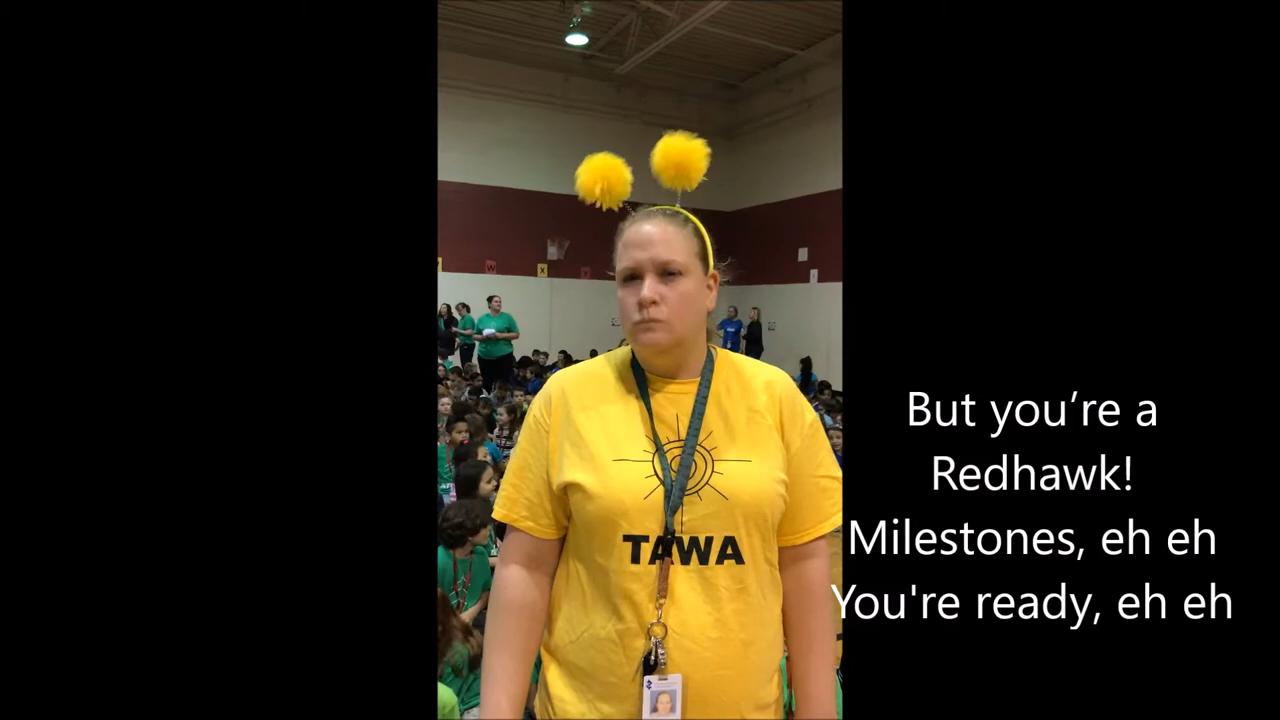 W
X
TAWA
But you’re a
Redhawk!
Milestones, eh eh
You're ready, eh eh